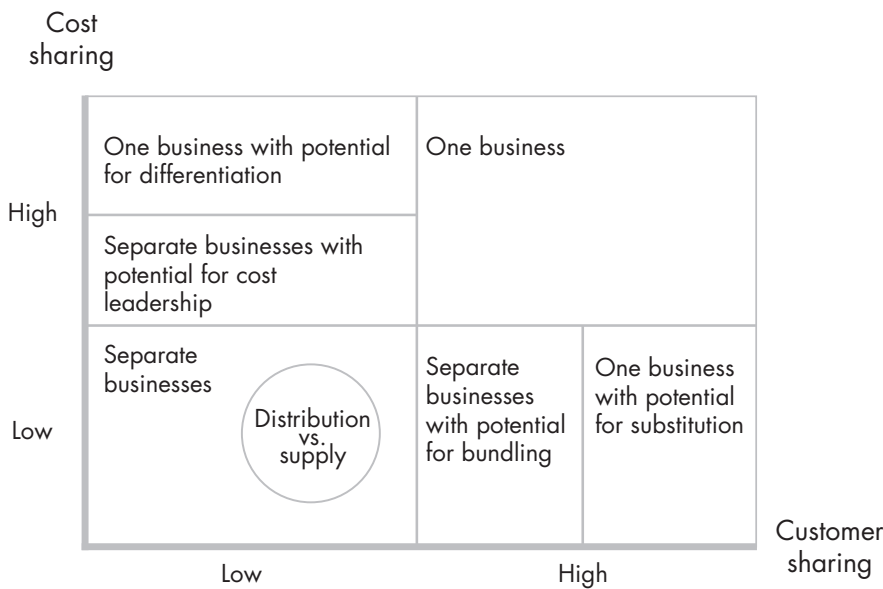 Cost
sharing
One business with potential
for differentiation
One business
High
Separate businesses with
potential for cost
leadership
Separate
businesses
Distribution
vs.
supply
Separate
businesses
with potential
for bundling
One business
with potential
for substitution
Low
Customer
sharing
Low
High